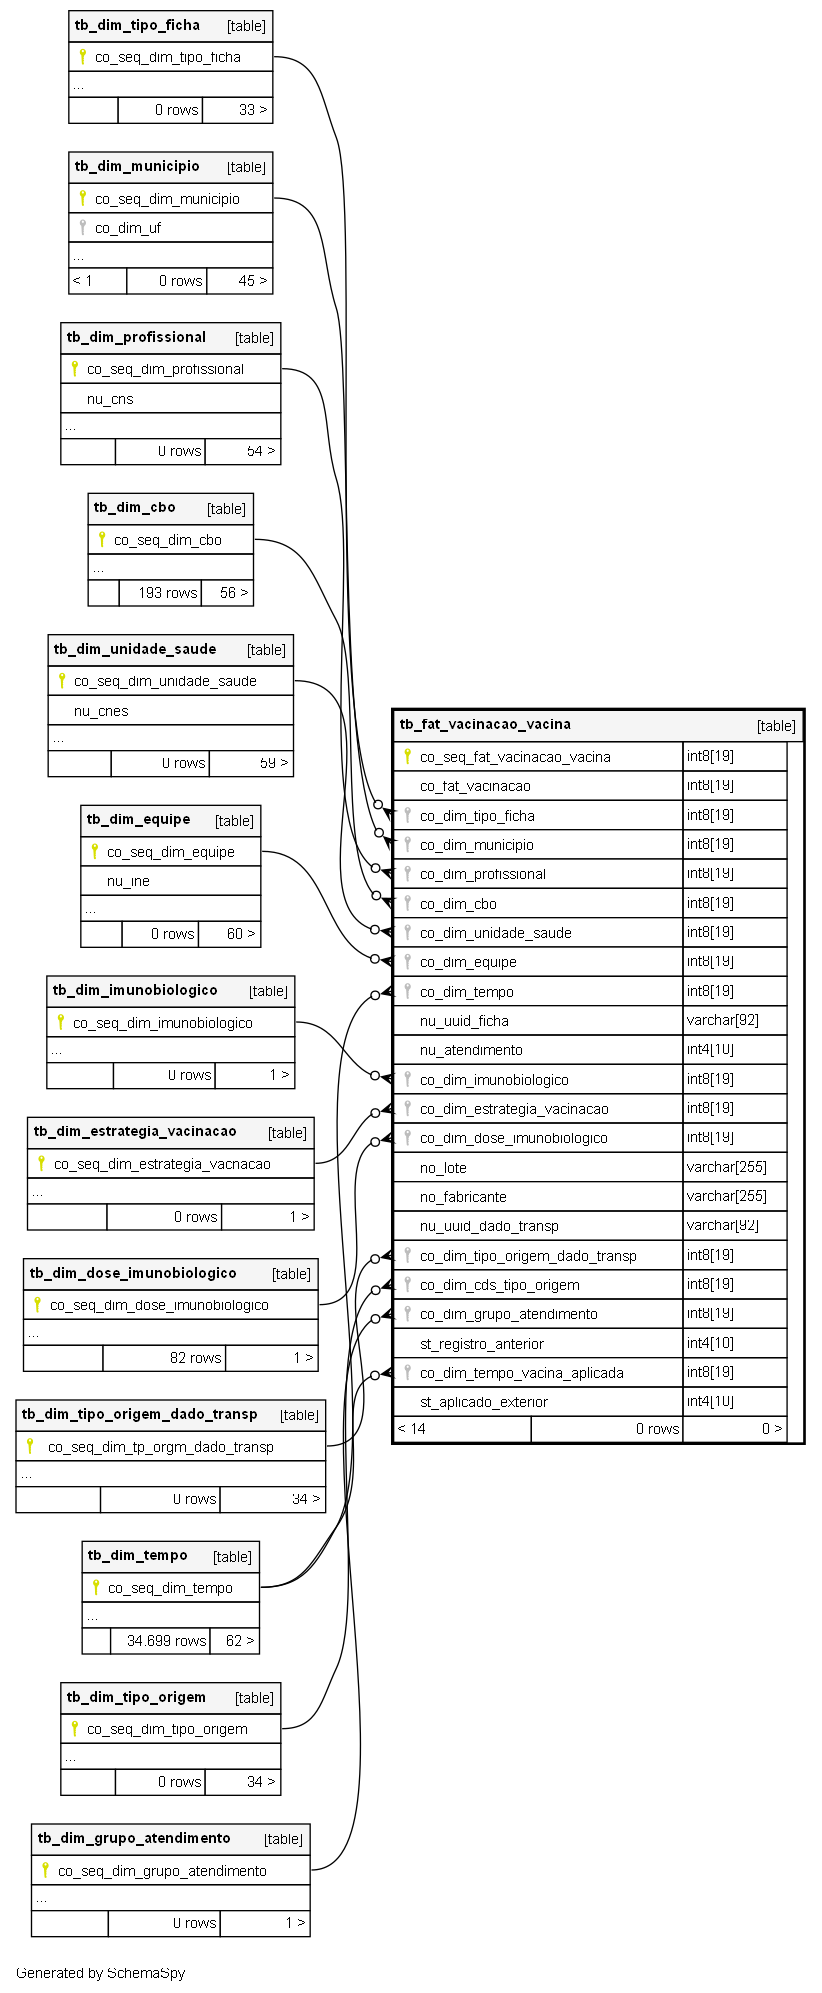 tb_dim_tipo_ficha [table]
co_seq_dim_tipo_ficha
...
0 rows 33 >
tb_dim_municipio [table]
co_seq_dim_municipio
co_dim_uf
...
< 1 0 rows 45 >
tb_dim_profissional [table]
co_seq_dim_profissional
nu_cns
...
0 rows 64 >
tb_dim_cbo [table]
co_seq_dim_cbo
...
193 rows 56 >
tb_dim_unidade_saude [table]
co_seq_dim_unidade_saude
nu_cnes
...
0 rows 59 >
tb_dim_equipe [table]
co_seq_dim_equipe
nu_ine
...
0 rows 60 >
tb_dim_imunobiologico [table]
co_seq_dim_imunobiologico
...
0 rows 1 >
tb_dim_estrategia_vacinacao [table]
co_seq_dim_estrategia_vacnacao
...
0 rows 1 >
tb_dim_dose_imunobiologico [table]
co_seq_dim_dose_imunobiologico
...
82 rows 1 >
tb_dim_tipo_origem_dado_transp [table]
co_seq_dim_tp_orgm_dado_transp
...
0 rows 34 >
tb_dim_tempo [table]
co_seq_dim_tempo
...
34.699 rows 62 >
tb_dim_tipo_origem [table]
co_seq_dim_tipo_origem
...
0 rows 34 >
tb_dim_grupo_atendimento [table]
co_seq_dim_grupo_atendimento
...
0 rows 1 >
tb_fat_vacinacao_vacina [table]
co_seq_fat_vacinacao_vacina int8[19]
co_fat_vacinacao int8[19]
co_dim_tipo_ficha int8[19]
co_dim_municipio int8[19]
co_dim_profissional int8[19]
co_dim_cbo int8[19]
co_dim_unidade_saude int8[19]
co_dim_equipe int8[19]
co_dim_tempo int8[19]
nu_uuid_ficha varchar[92]
nu_atendimento int4[10]
co_dim_imunobiologico int8[19]
co_dim_estrategia_vacinacao int8[19]
co_dim_dose_imunobiologico int8[19]
no_lote varchar[255]
no_fabricante varchar[255]
nu_uuid_dado_transp varchar[92]
co_dim_tipo_origem_dado_transp int8[19]
co_dim_cds_tipo_origem int8[19]
co_dim_grupo_atendimento int8[19]
st_registro_anterior int4[10]
co_dim_tempo_vacina_aplicada int8[19]
st_aplicado_exterior int4[10]
< 14 0 rows 0 >
Generated by SchemaSpy